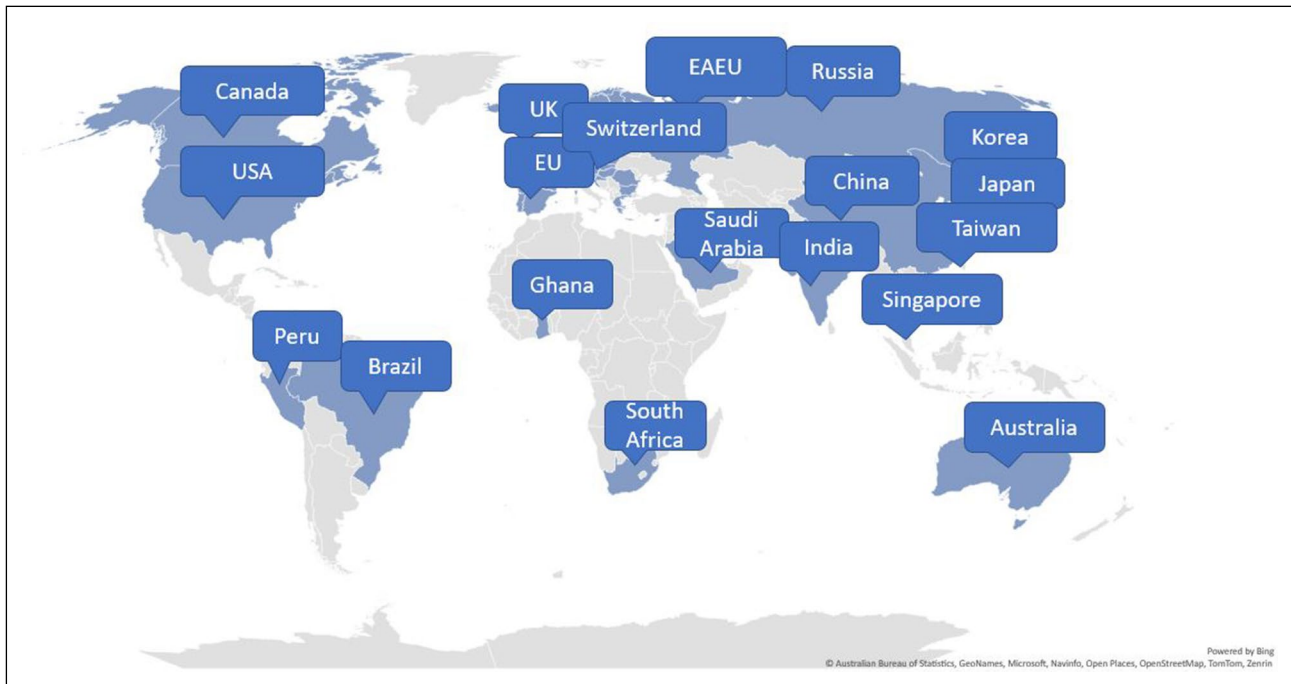 EAEU
Russia
Canada
UK
Switzerland
Korea
EU
USA
China
Japan
Saudi
Arabia
India
Taiwan
Ghana
Singapore
Peru
Brazil
South
Africa
Australia
Powered by Bing
© Australian Bureau of Statistics, GeoNames, Microsoft, Navinfo, Open Places, OpenStreetMap, TomTom, Zenrin